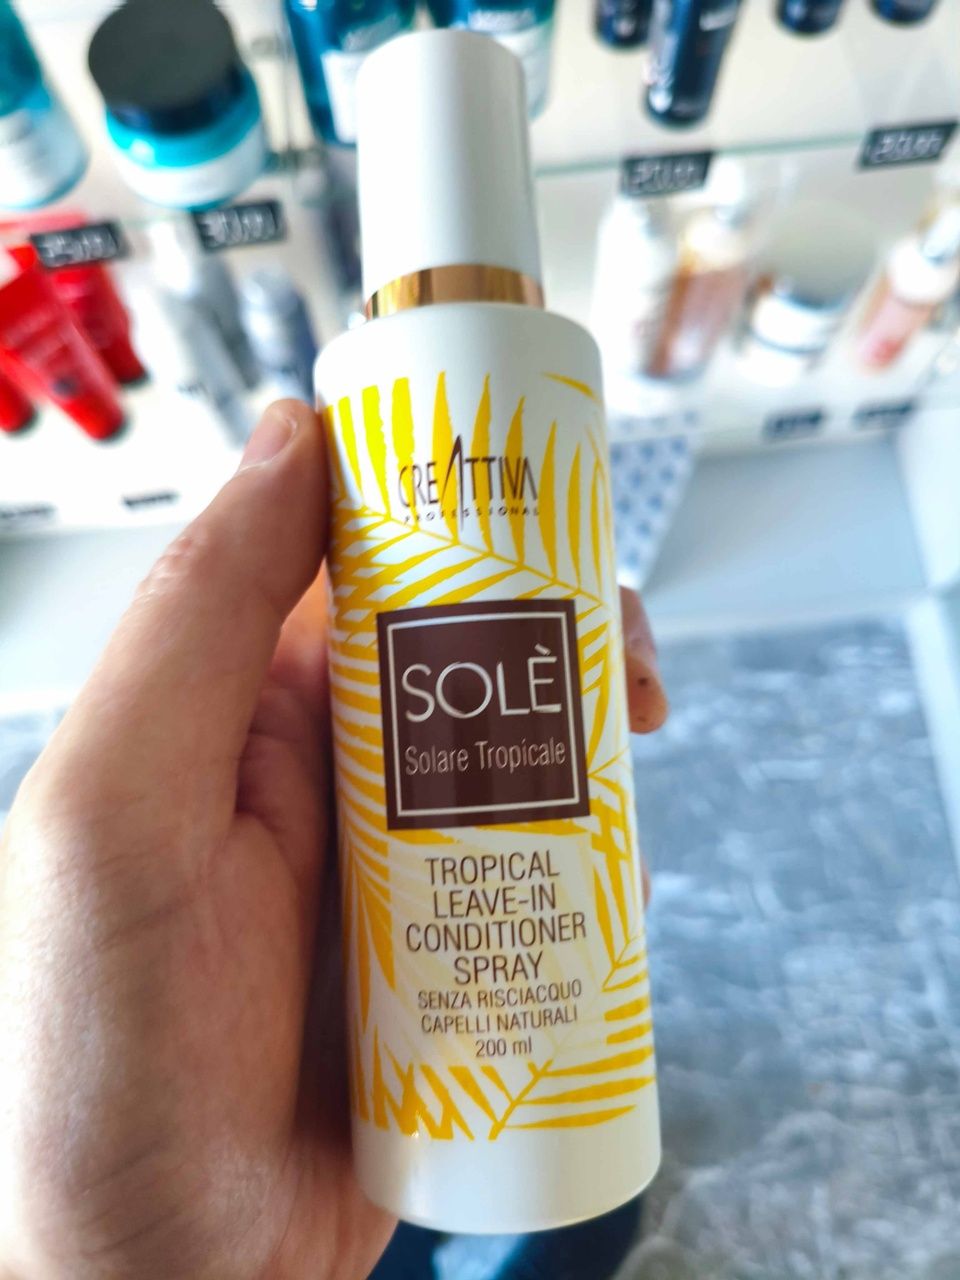 CREATTIVA
PROFESSIONAL
SOLÈ
Solare Tropicale
TROPICAL
LEAVE-IN
CONDITIONER
SPRAY
SENZA RISCIACQUO
CAPELLI NATURALI
200 ml